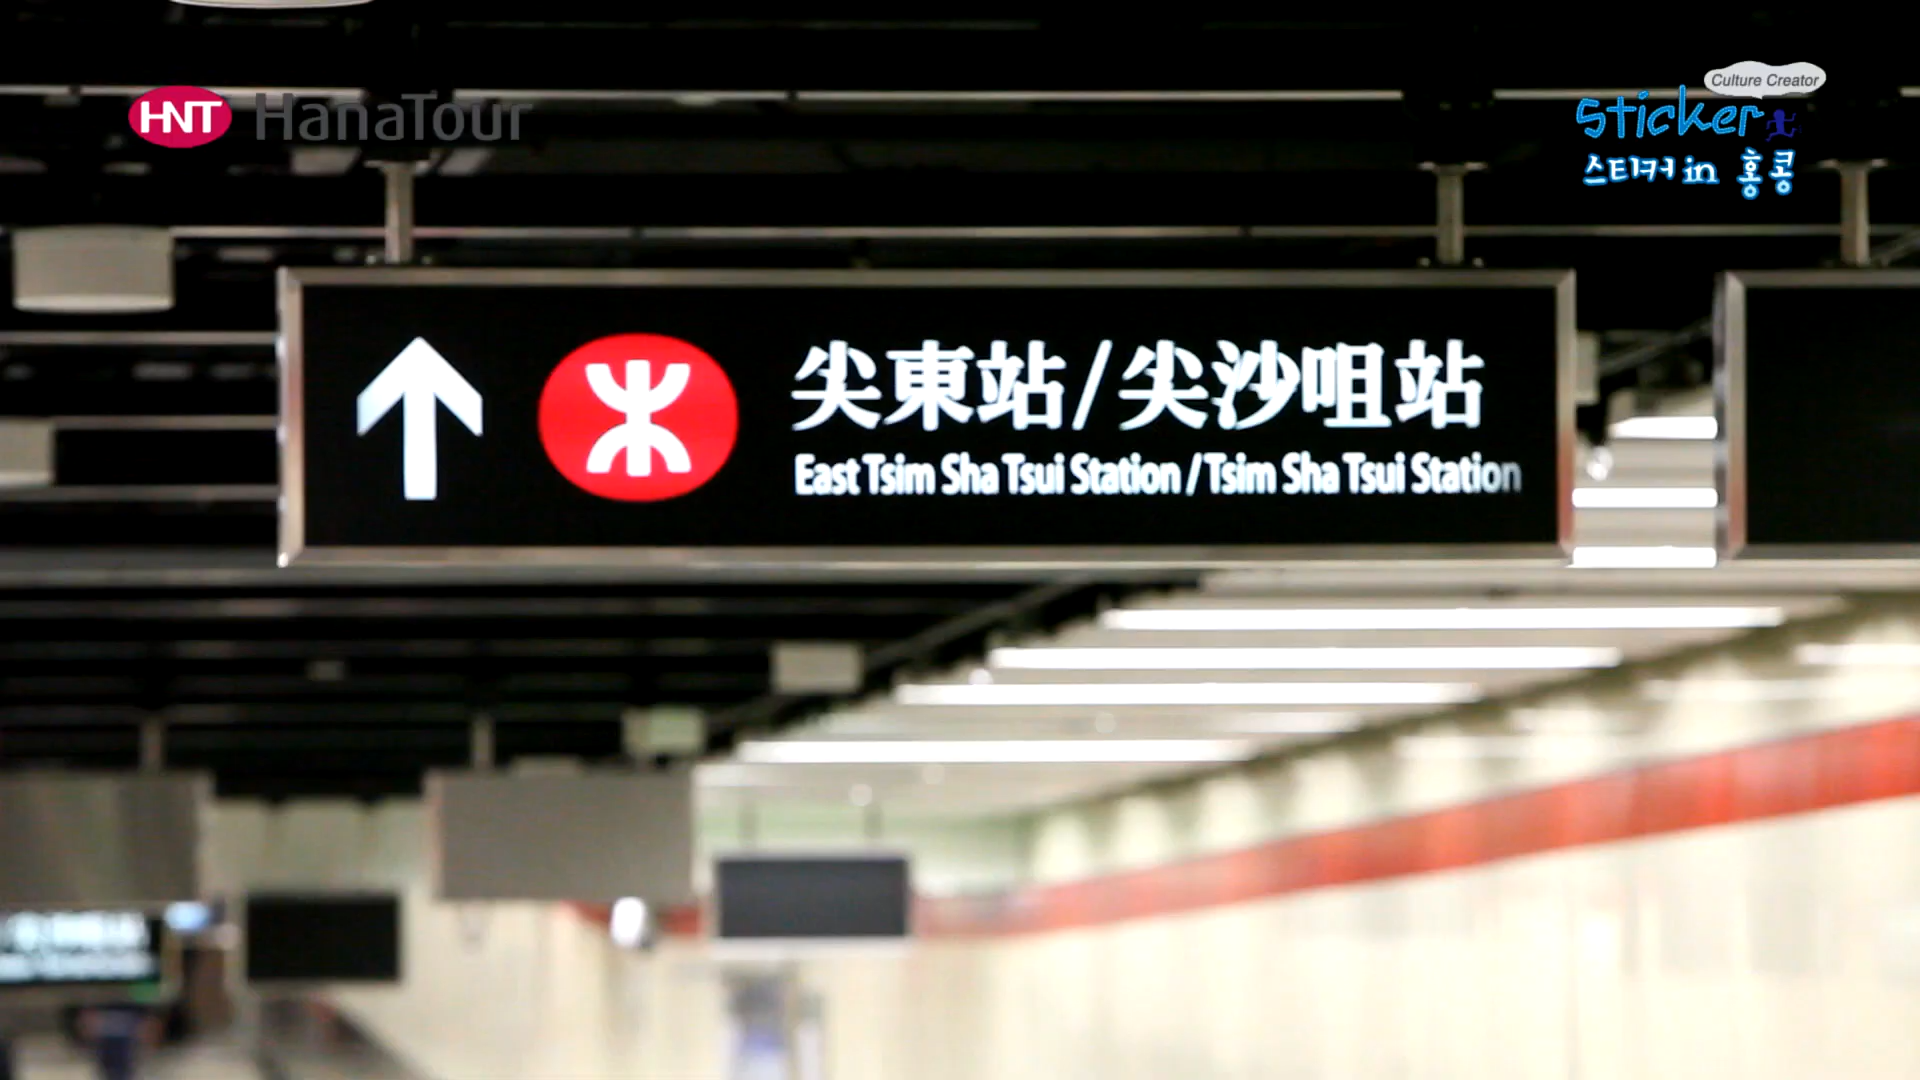 HNT HanaTour
Culture Creator
Sticker
스티커 in 홍콩
尖東站/尖沙咀站
East Tsim Sha Tsui Station / Tsim Sha Tsui Station